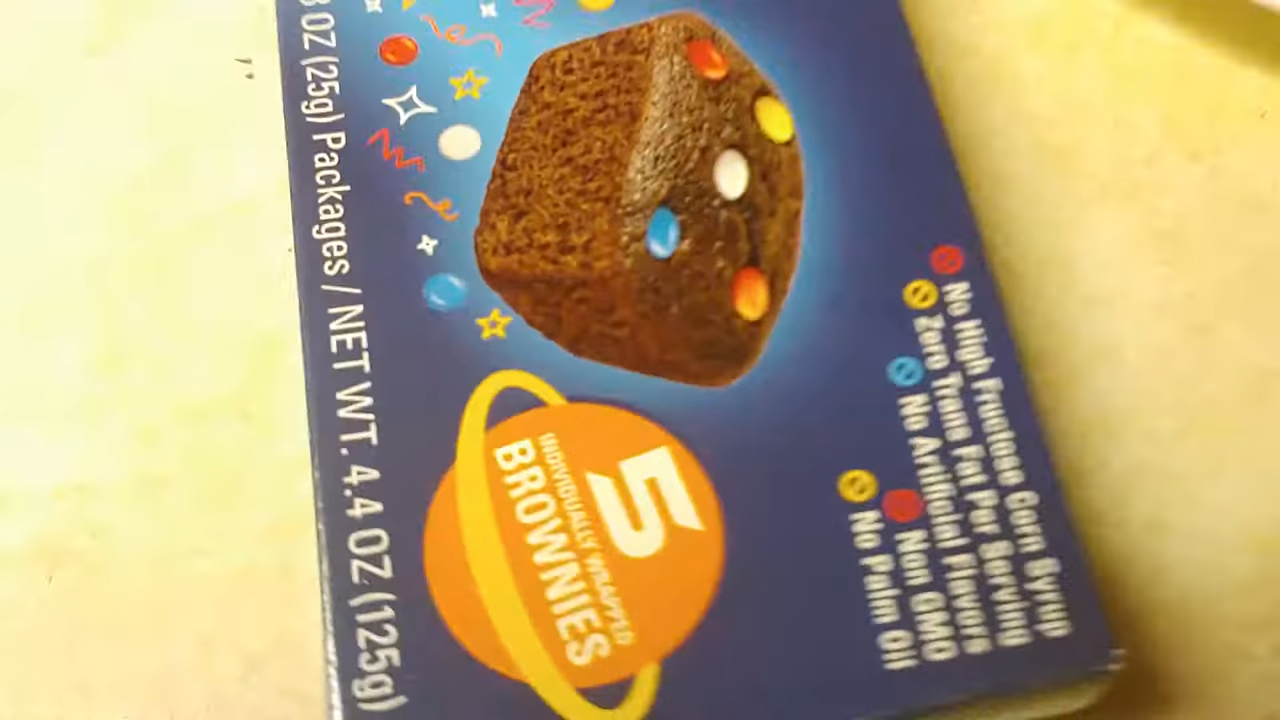 No High Fructose Corn Syrup
Zero Trans Fat Per Serving
No Artificial Flavors
Non GMO
No Palm Oil
5
INDIVIDUALLY WRAPPED
BROWNIES
8 OZ (25g) Packages / NET WT. 4.4 OZ (125g)